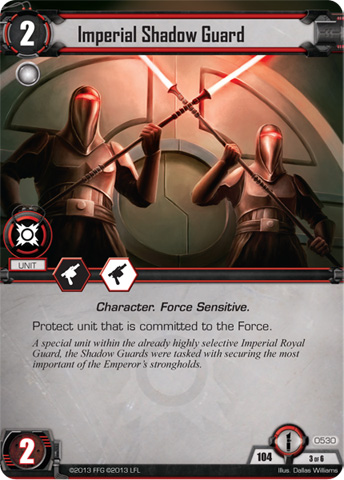 2
Imperial Shadow Guard
UNIT
Character. Force Sensitive.
Protect unit that is committed to the Force.
A special unit within the already highly selective Imperial Royal
Guard, the Shadow Guards were tasked with securing the most
important of the Emperor's strongholds.
2
104
3 OF 6
0530
©2013 FFG ©2013 LFL
Illus. Dallas Williams